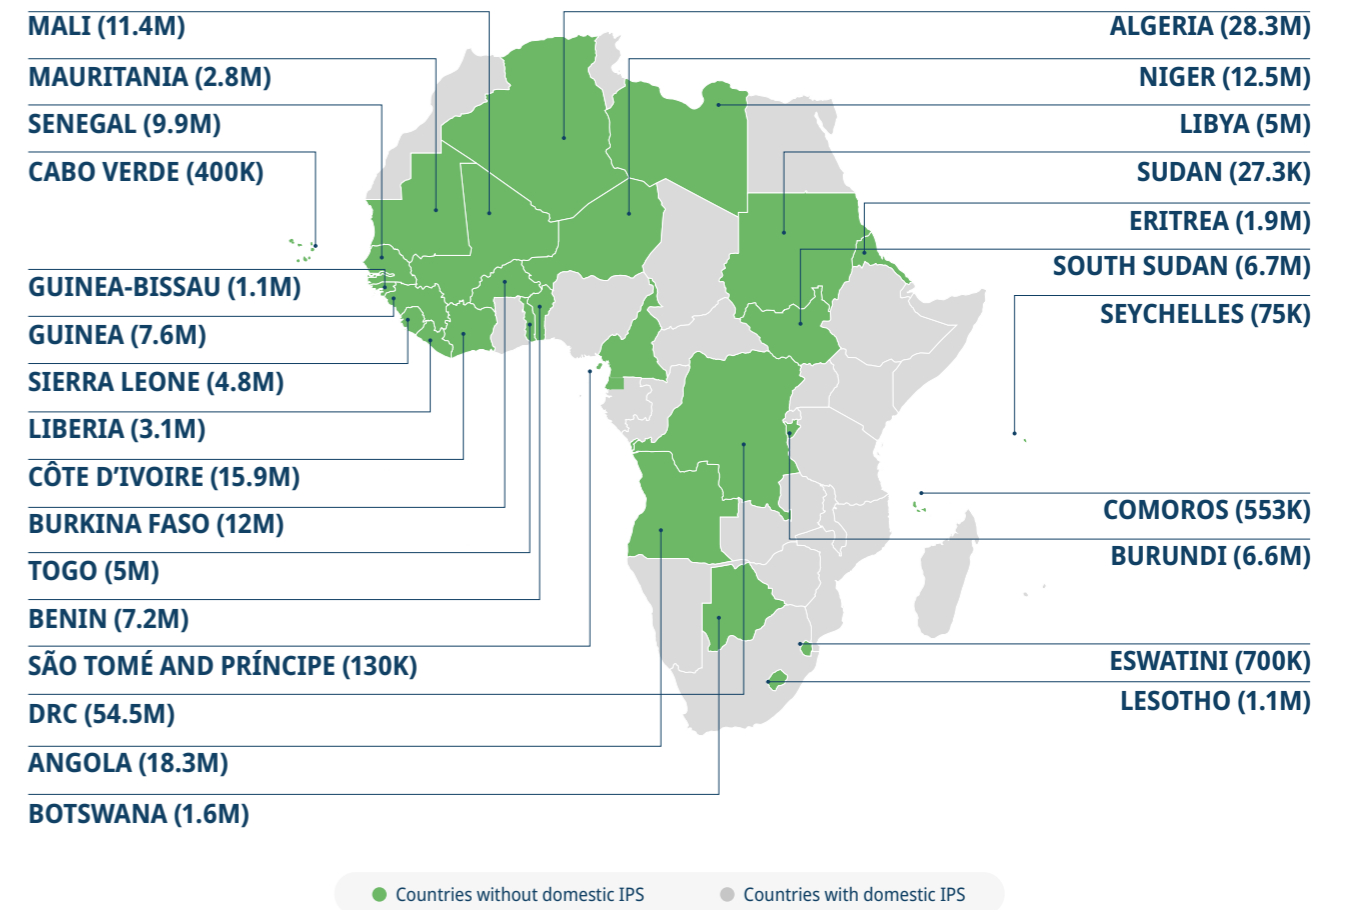 MALI (11.4M)
MAURITANIA (2.8M)
SENEGAL (9.9M)
CABO VERDE (400K)
GUINEA-BISSAU (1.1M)
GUINEA (7.6M)
SIERRA LEONE (4.8M)
LIBERIA (3.1M)
CÔTE D’IVOIRE (15.9M)
BURKINA FASO (12M)
TOGO (5M)
BENIN (7.2M)
SÃO TOMÉ AND PRÍNCIPE (130K)
DRC (54.5M)
ANGOLA (18.3M)
BOTSWANA (1.6M)
ALGERIA (28.3M)
NIGER (12.5M)
LIBYA (5M)
SUDAN (27.3K)
ERITREA (1.9M)
SOUTH SUDAN (6.7M)
SEYCHELLES (75K)
COMOROS (553K)
BURUNDI (6.6M)
ESWATINI (700K)
LESOTHO (1.1M)
Countries without domestic IPS
Countries with domestic IPS